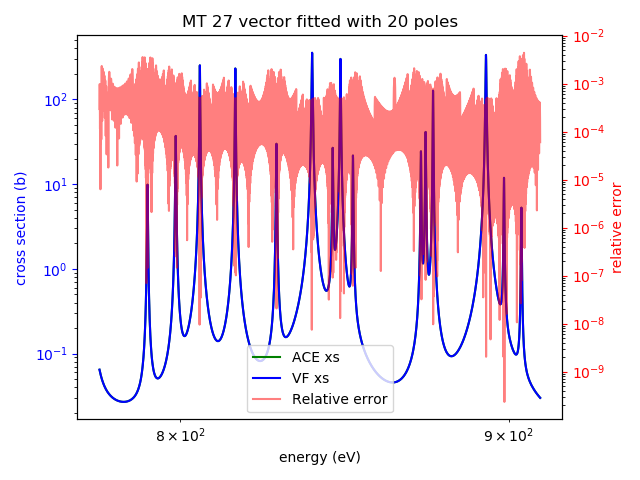 MT 27 vector fitted with 20 poles
10²
10¹
10⁰
10⁻¹
cross section (b)
10⁻²
10⁻³
10⁻⁴
10⁻⁵
10⁻⁶
10⁻⁷
10⁻⁸
10⁻⁹
relative error
ACE xs
VF xs
Relative error
8 × 10²
9 × 10²
energy (eV)